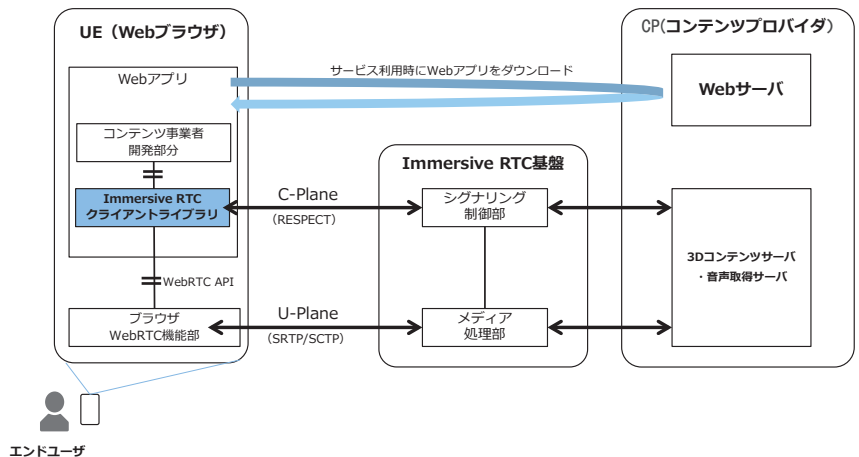 UE（Webブラウザ）
CP(コンテンツプロバイダ）
サービス利用時にWebアプリをダウンロード
Webアプリ
Webサーバ
コンテンツ事業者
開発部分
Immersive RTC基盤
Immersive RTC
クライアントライブラリ
C-Plane
（RESPECT）
シグナリング
制御部
3Dコンテンツサーバ
・音声取得サーバ
WebRTC API
ブラウザ
WebRTC機能部
U-Plane
（SRTP/SCTP）
メディア
処理部
エンドユーザ